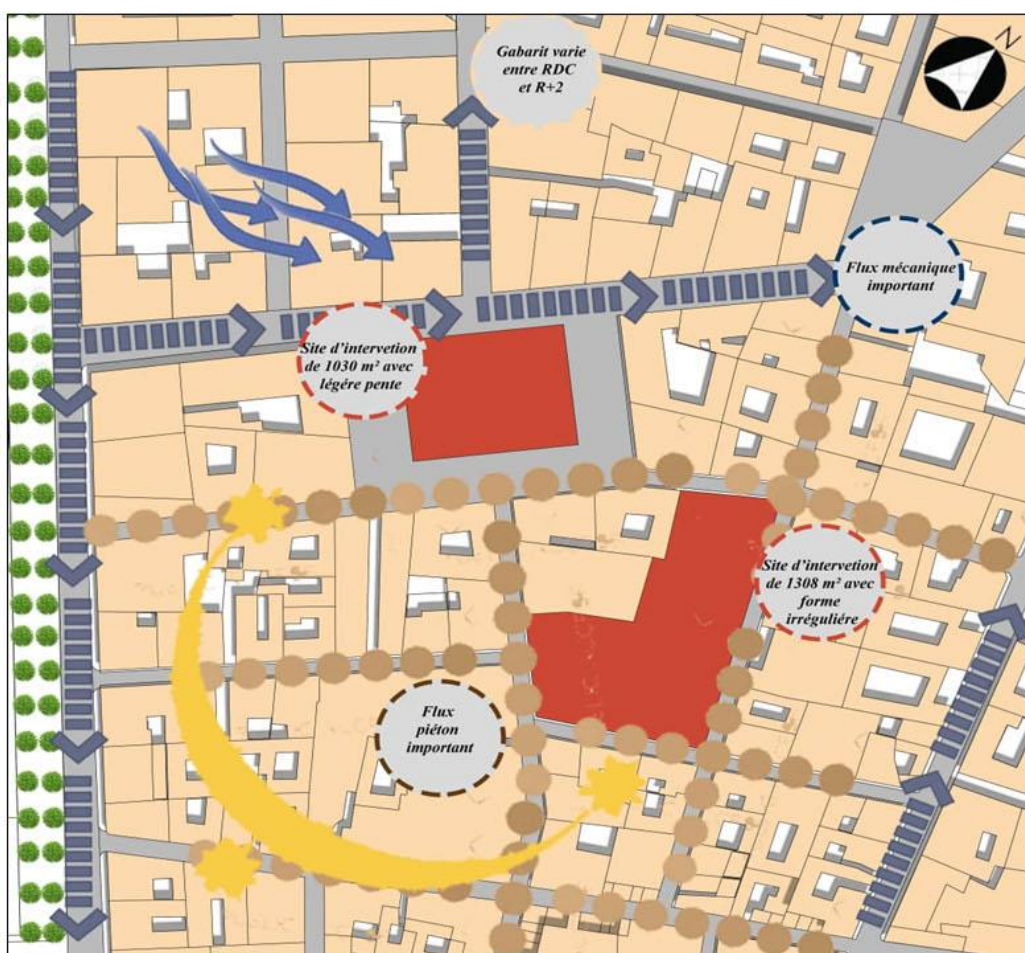 Gabarit varie
entre RDC
et R+2
N
Flux mécanique
important
Site d'intervetion
de 1030 m² avec
légére pente
Site d'intervetion
de 1308 m² avec
forme
irréguliére
Flux
piéton
important